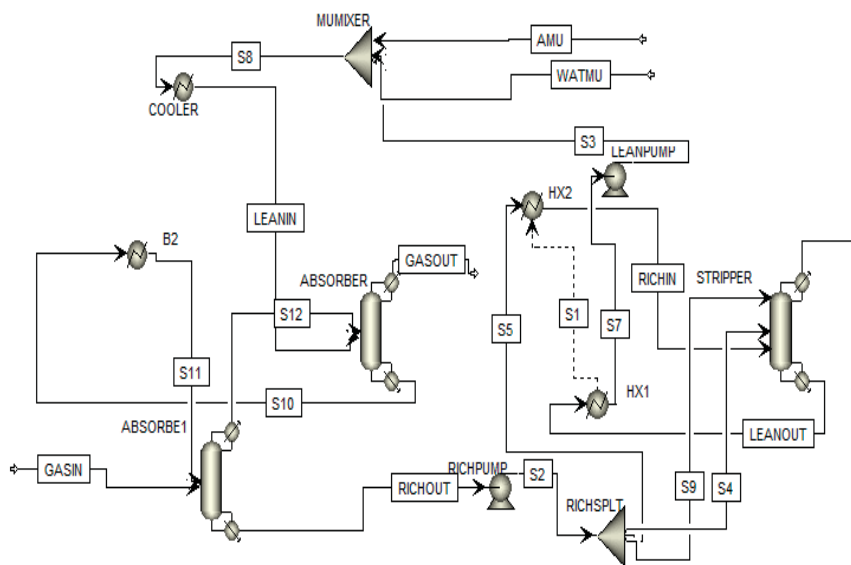 MUMIXER
AMU
S8
WATMU
COOLER
S3
LEANPUMP
HX2
LEANIN
B2
GASOUT
ABSORBER
RICHIN
STRIPPER
S12
S5
S1
S7
S11
S10
HX1
ABSORBE1
LEANOUT
GASIN
RICHOUT
RICHPUMP
S2
S9
S4
RICHSPLT